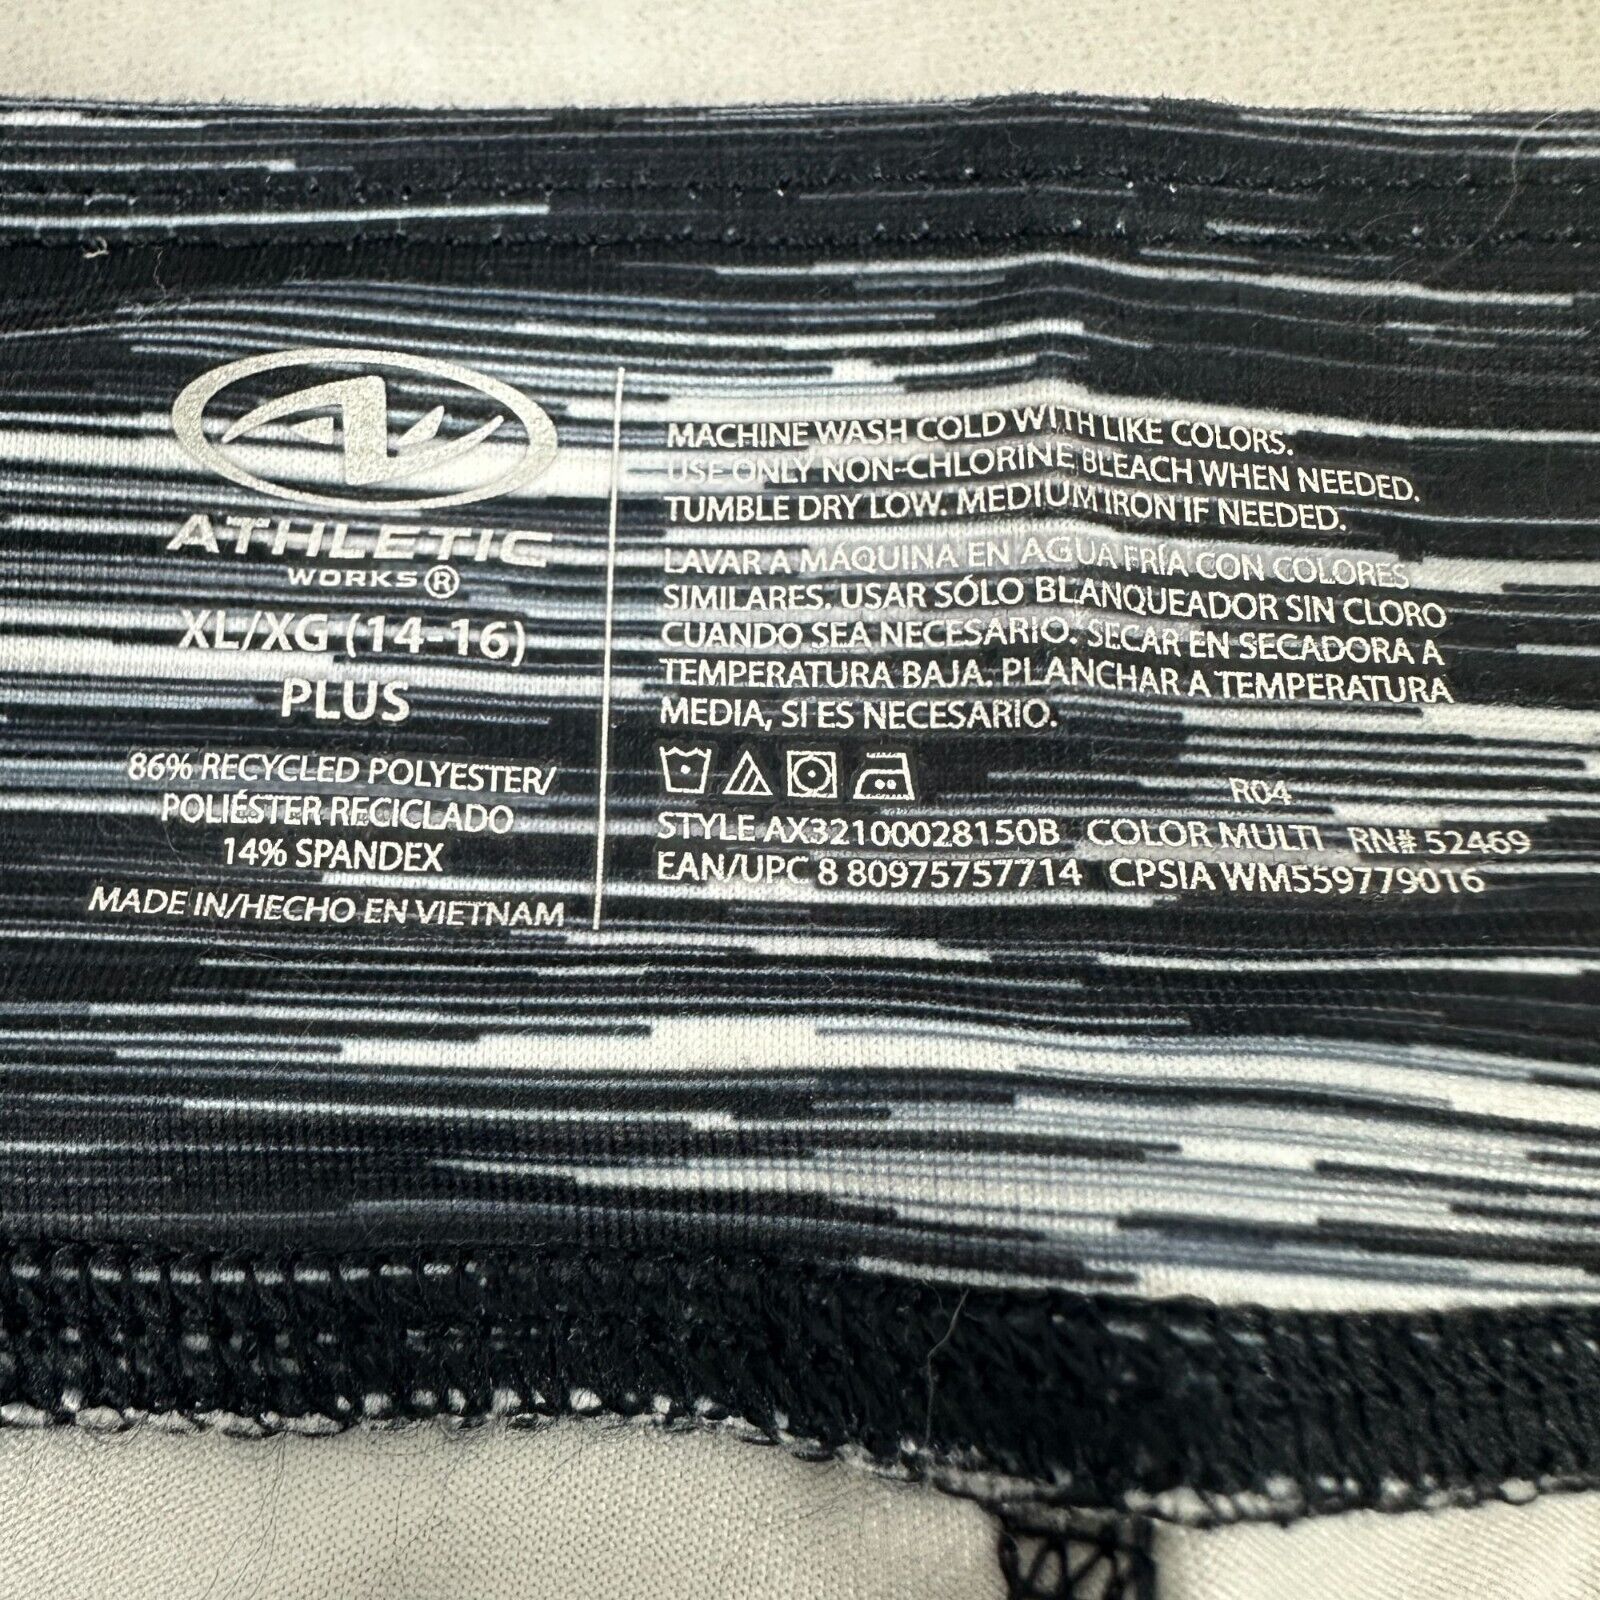 ATHLETIC
WORKS®
XL/XG (14-16)
PLUS
86% RECYCLED POLYESTER/
POLIÉSTER RECICLADO
14% SPANDEX
MADE IN/HECHO EN VIETNAM
MACHINE WASH COLD WITH LIKE COLORS.
USE ONLY NON-CHLORINE BLEACH WHEN NEEDED.
TUMBLE DRY LOW. MEDIUM IRON IF NEEDED.
LAVAR A MÁQUINA EN AGUA FRÍA CON COLORES
SIMILARES. USAR SÓLO BLANQUEADOR SIN CLORO
CUANDO SEA NECESARIO. SECAR EN SECADORA A
TEMPERATURA BAJA. PLANCHAR A TEMPERATURA
MEDIA, SI ES NECESARIO.
R04
STYLE AX32100028150B COLOR MULTI RN# 52469
EAN/UPC 8 80975757714 CPSIA WM559779016